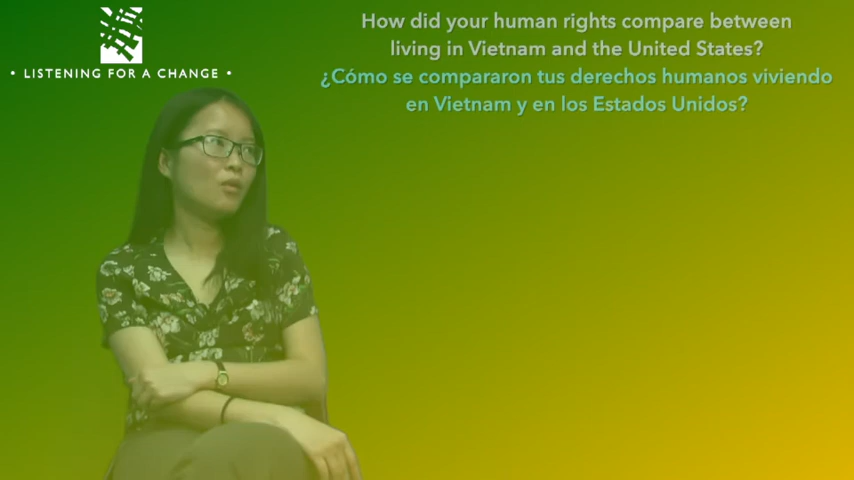 How did your human rights compare between
living in Vietnam and the United States?
¿Cómo se compararon tus derechos humanos viviendo
en Vietnam y en los Estados Unidos?
• LISTENING FOR A CHANGE •